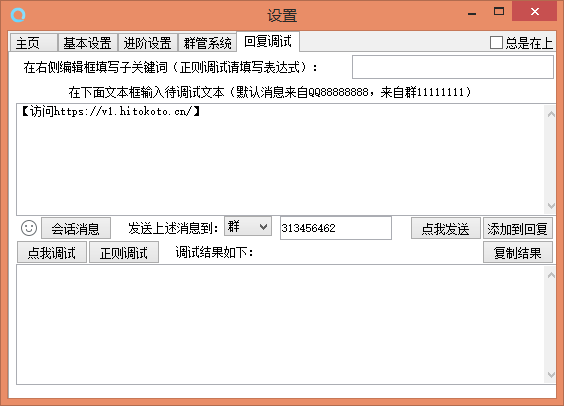 设置
主页 基本设置 进阶设置 群管系统 回复调试 总是在上
在右侧编辑框填写子关键词（正则调试请填写表达式）：
在下面文本框输入待调试文本（默认消息来自QQ88888888，来自群11111111）
【访问https://v1.hitokoto.cn/】
会话消息 发送上述消息到： 群 313456462 点我发送 添加到回复
点我调试 正则调试 调试结果如下： 复制结果